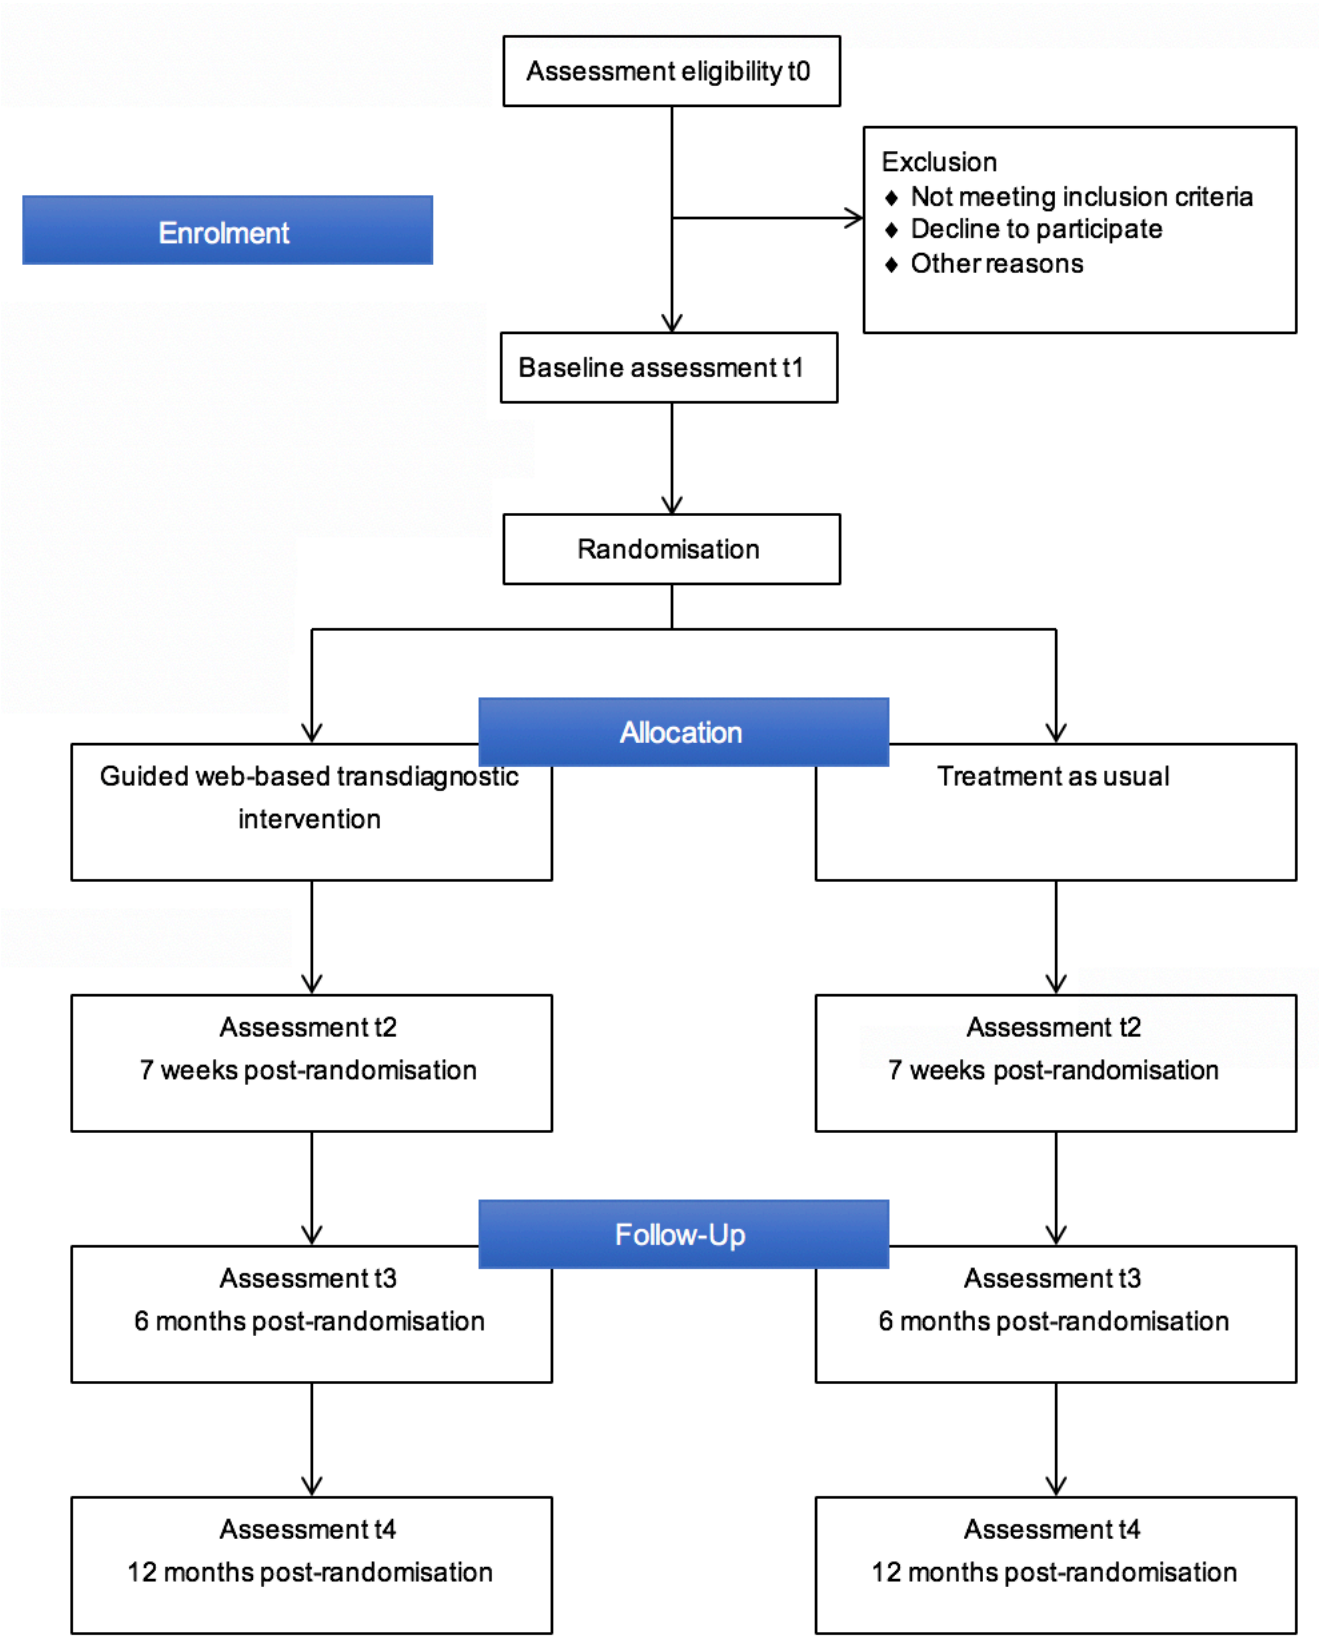 Assessment eligibility t0
Exclusion
♦ Not meeting inclusion criteria
♦ Decline to participate
♦ Other reasons
Enrolment
Baseline assessment t1
Randomisation
Allocation
Guided web-based transdiagnostic
intervention
Treatment as usual
Assessment t2
7 weeks post-randomisation
Assessment t2
7 weeks post-randomisation
Follow-Up
Assessment t3
6 months post-randomisation
Assessment t3
6 months post-randomisation
Assessment t4
12 months post-randomisation
Assessment t4
12 months post-randomisation